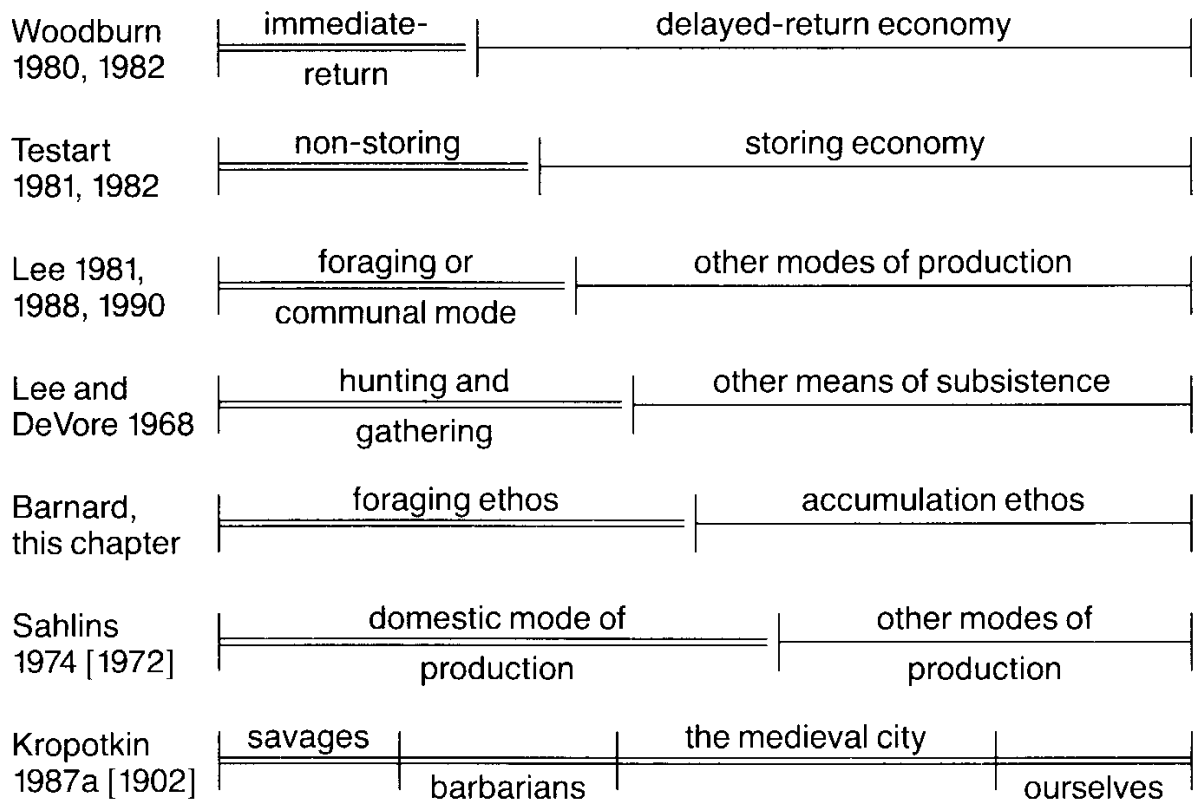 Woodburn
1980, 1982
immediate-
return
delayed-return economy
Testart
1981, 1982
non-storing
storing economy
Lee 1981,
1988, 1990
foraging or
communal mode
other modes of production
Lee and
DeVore 1968
hunting and
gathering
other means of subsistence
Barnard,
this chapter
foraging ethos
accumulation ethos
Sahlins
1974 [1972]
domestic mode of
production
other modes of
production
Kropotkin
1987a [1902]
savages
barbarians
the medieval city
ourselves